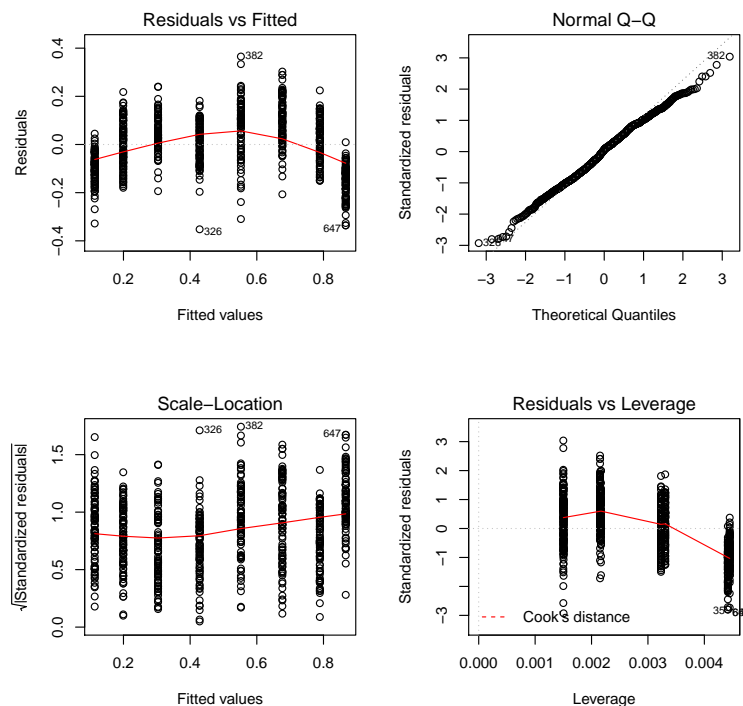 Residuals vs Fitted
Residuals
0.4
0.2
0.0
−0.2
−0.4
382
326
647
0.2 0.4 0.6 0.8
Fitted values
Normal Q−Q
Standardized residuals
3
2
1
0
−1
−2
−3
382
−3 −2 −1 0 1 2 3
Theoretical Quantiles
Scale−Location
√|Standardized residuals|
1.5
1.0
0.5
0.0
326
382
647
0.2 0.4 0.6 0.8
Fitted values
Residuals vs Leverage
Standardized residuals
3
2
1
0
−1
−3
Cook's distance
0.000 0.001 0.002 0.003 0.004
Leverage